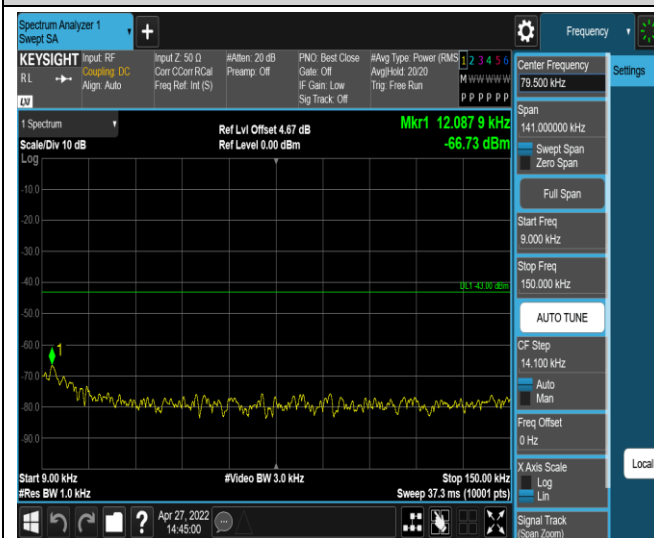 Spectrum Analyzer 1
Swept SA
Frequency
KEYSIGHT
RL
LXI
Input: RF
Coupling: DC
Align: Auto
Input Z: 50 Ω
Corr CCorr RCal
Freq Ref: Int (S)
#Atten: 20 dB
Preamp: Off
PNO: Best Close
Gate: Off
IF Gain: Low
Sig Track: Off
#Avg Type: Power (RMS
Avg|Hold: 20/20
Trig: Free Run
1 2 3 4 5 6
M W W W W W
P P P P P P
Center Frequency
79.500 kHz
Settings
1 Spectrum
Scale/Div 10 dB
Log
Ref Lvl Offset 4.67 dB
Ref Level 0.00 dBm
Mkr1 12.087 9 kHz
-66.73 dBm
Span
141.000000 kHz
Swept Span
Zero Span
Full Span
Start Freq
9.000 kHz
Stop Freq
150.000 kHz
AUTO TUNE
CF Step
14.100 kHz
Auto
Man
Freq Offset
0 Hz
X Axis Scale
Log
Lin
Local
Signal Track
(Span Zoom)
-10.0
-20.0
-30.0
-40.0
DL1 -43.00 dBm
-50.0
-60.0
1
-70.0
-80.0
-90.0
Start 9.00 kHz
#Res BW 1.0 kHz
#Video BW 3.0 kHz
Stop 150.00 kHz
Sweep 37.3 ms (10001 pts)
?
Apr 27, 2022
14:45:00